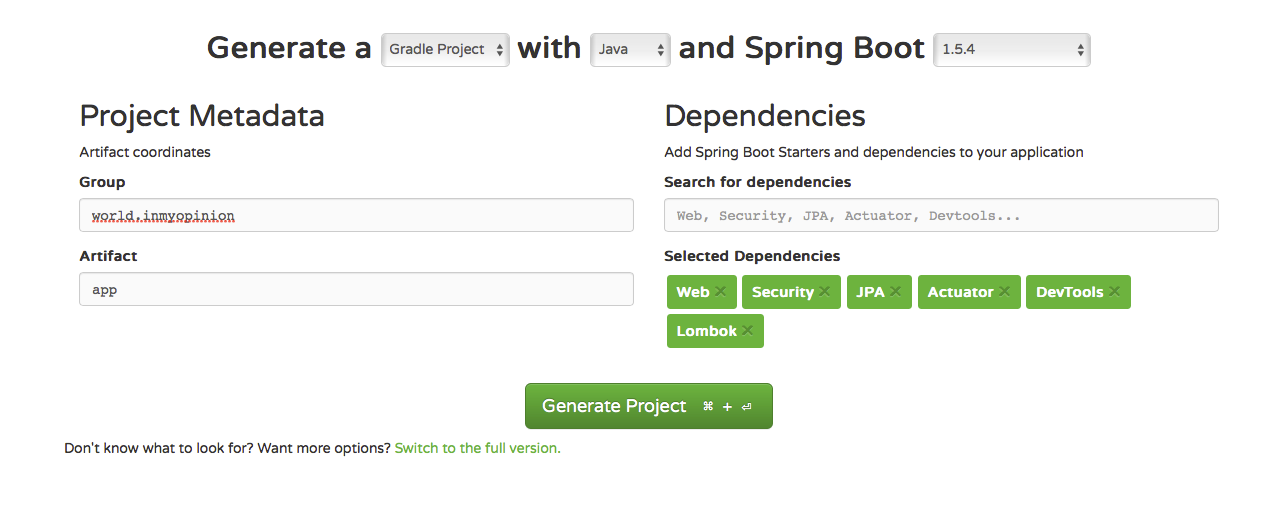 Generate a Gradle Project with Java and Spring Boot 1.5.4
Project Metadata
Artifact coordinates
Group
world.inmyopinion
Artifact
app
Dependencies
Add Spring Boot Starters and dependencies to your application
Search for dependencies
Web, Security, JPA, Actuator, Devtools...
Selected Dependencies
Web ✕ Security ✕ JPA ✕ Actuator ✕ DevTools ✕
Lombok ✕
Generate Project ⌘ + ⏎
Don't know what to look for? Want more options? Switch to the full version.